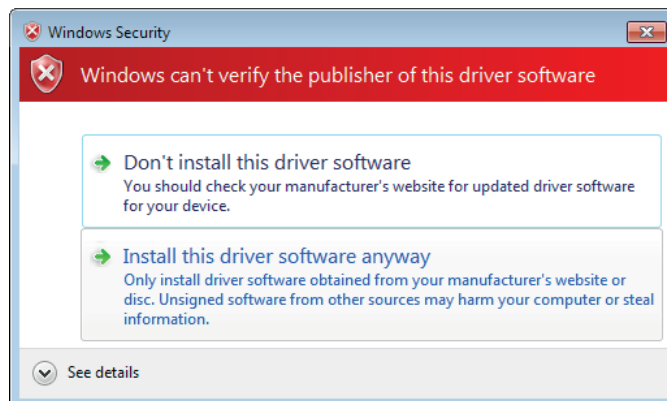 Windows Security
Windows can't verify the publisher of this driver software
Don't install this driver software
You should check your manufacturer's website for updated driver software
for your device.
Install this driver software anyway
Only install driver software obtained from your manufacturer's website or
disc. Unsigned software from other sources may harm your computer or steal
information.
See details